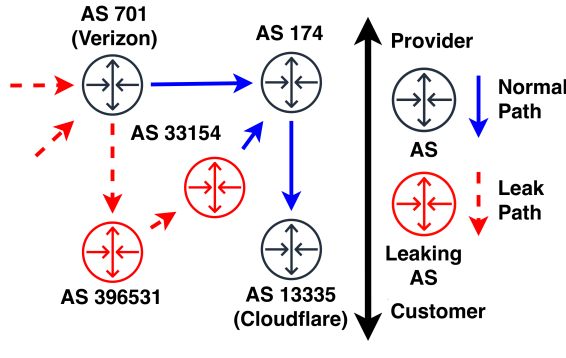 AS 701
(Verizon)
AS 174
AS 33154
AS 396531
AS 13335
(Cloudflare)
Provider
AS
Normal
Path
Leaking
AS
Leak
Path
Customer